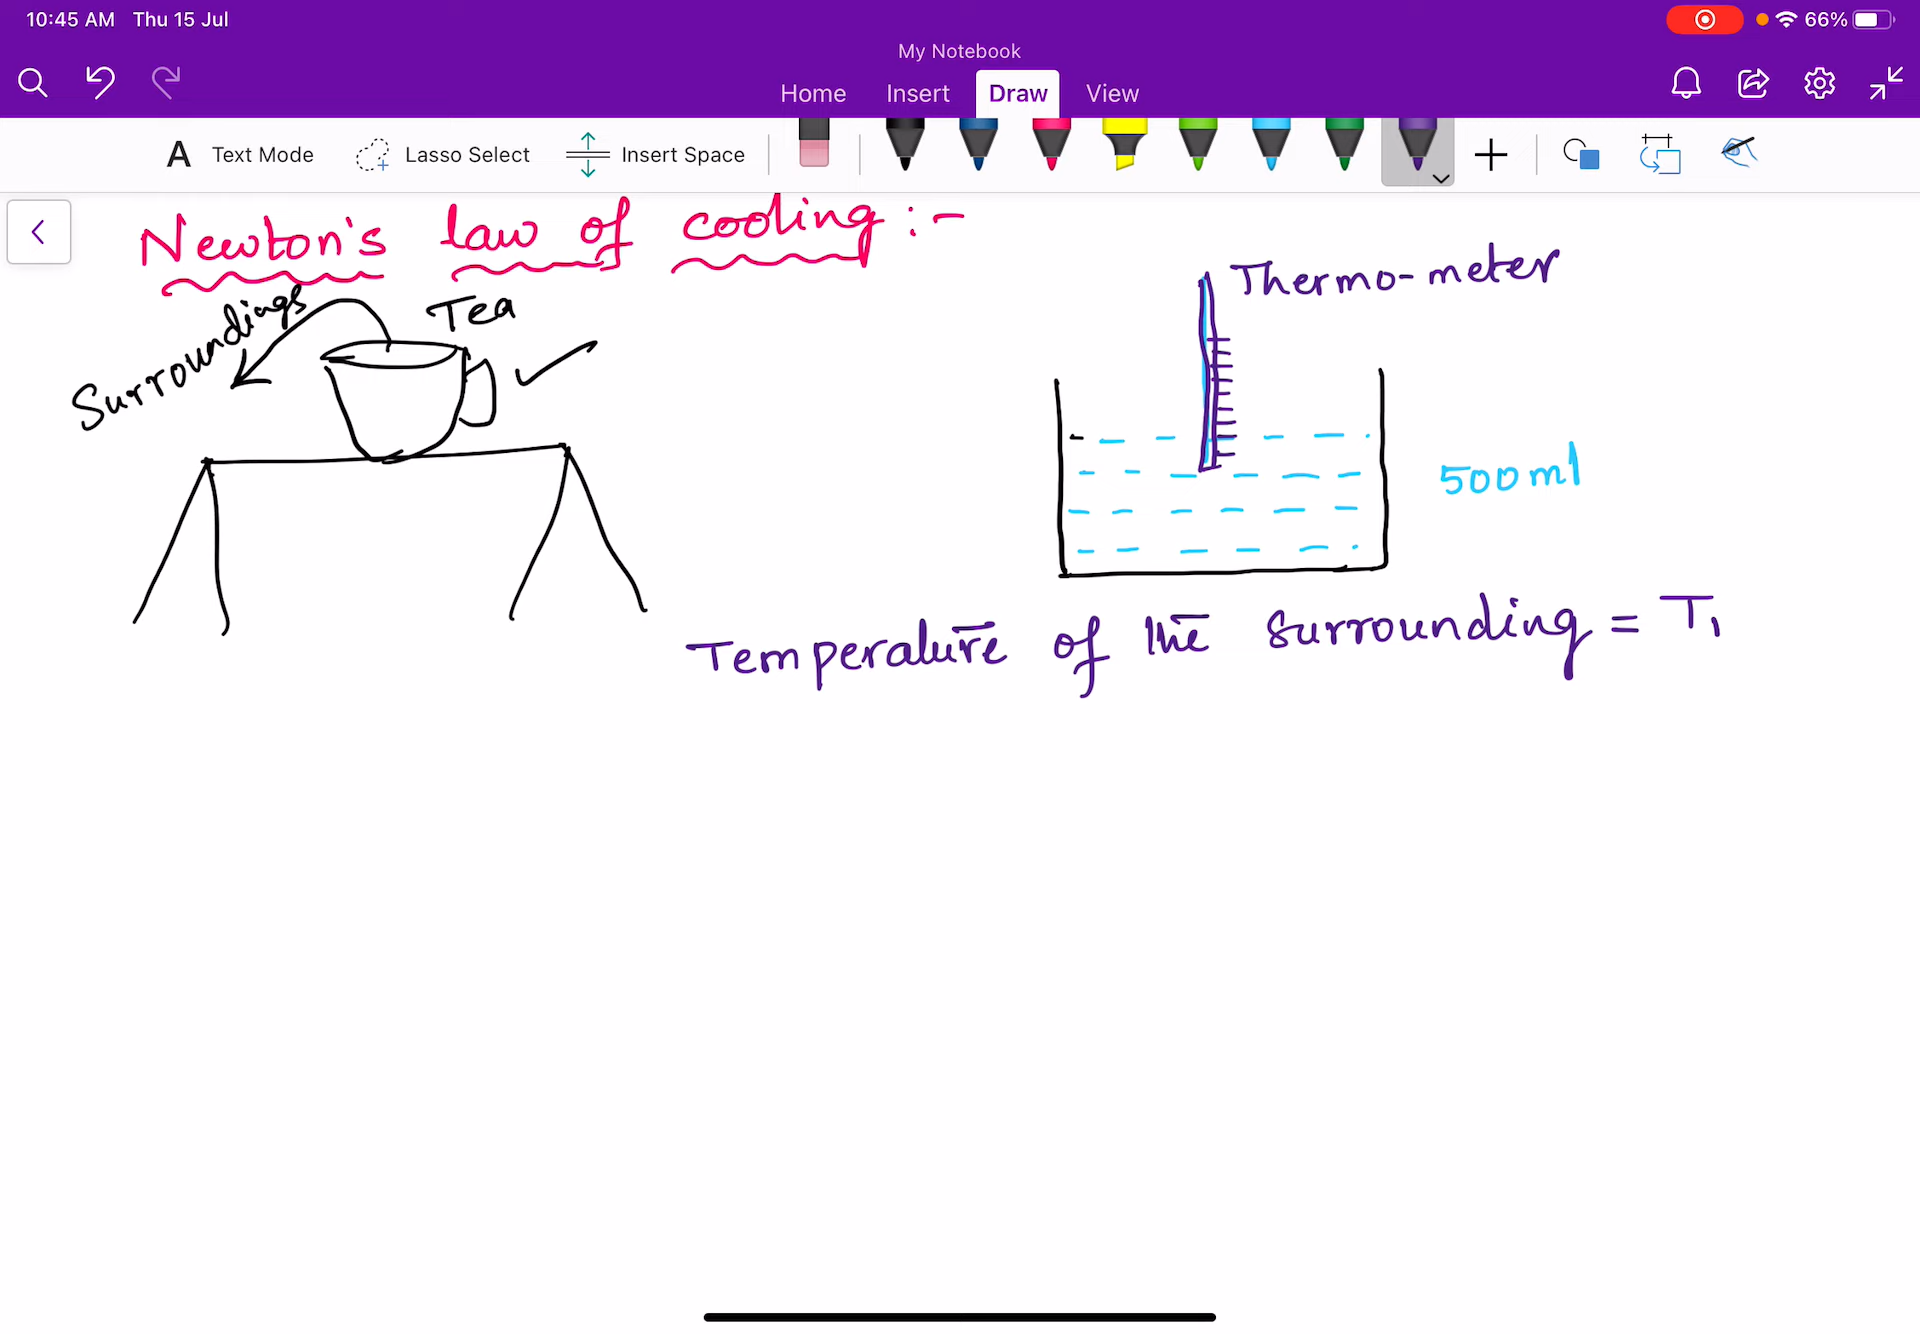 10:45 AM Thu 15 Jul
66%
My Notebook
Home Insert Draw View
A Text Mode Lasso Select Insert Space
Newton's law of cooling :-
Thermo-meter
Surroundings
Tea
500 ml
Temperature of the surrounding = T₁